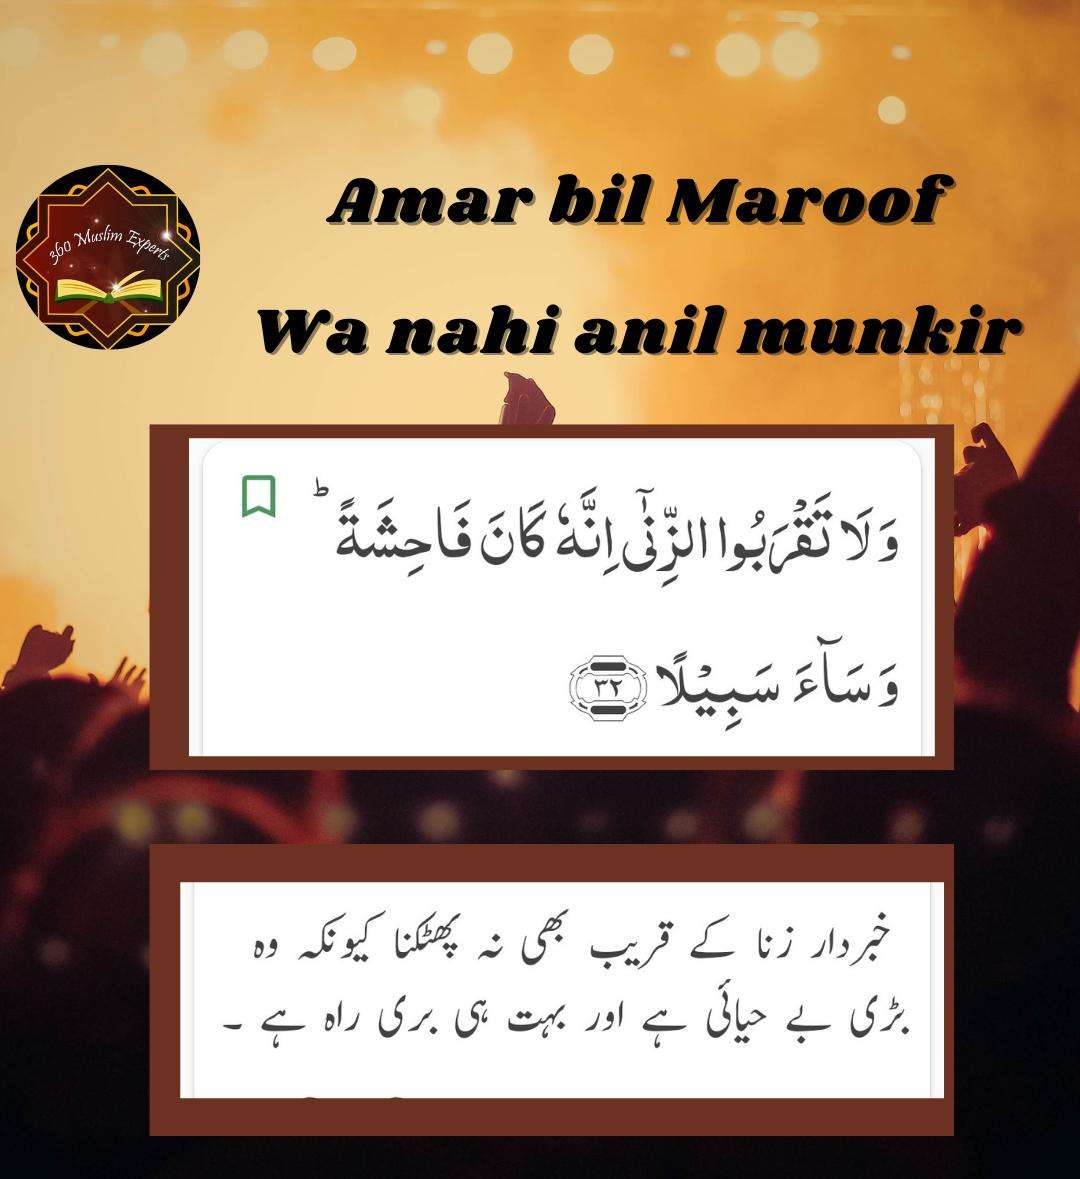 360 Muslim Experts
Amar bil Maroof
Wa nahi anil munkir
وَلَا تَقْرَبُوا الزِّنٰٓى اِنَّهٗ كَانَ فَاحِشَةً ؕ
وَسَآءَ سَبِيْلًا ٣٢
خبردار زنا کے قریب بھی نہ پھٹکنا کیونکہ وہ
بڑی بے حیائی ہے اور بہت ہی بری راہ ہے ۔